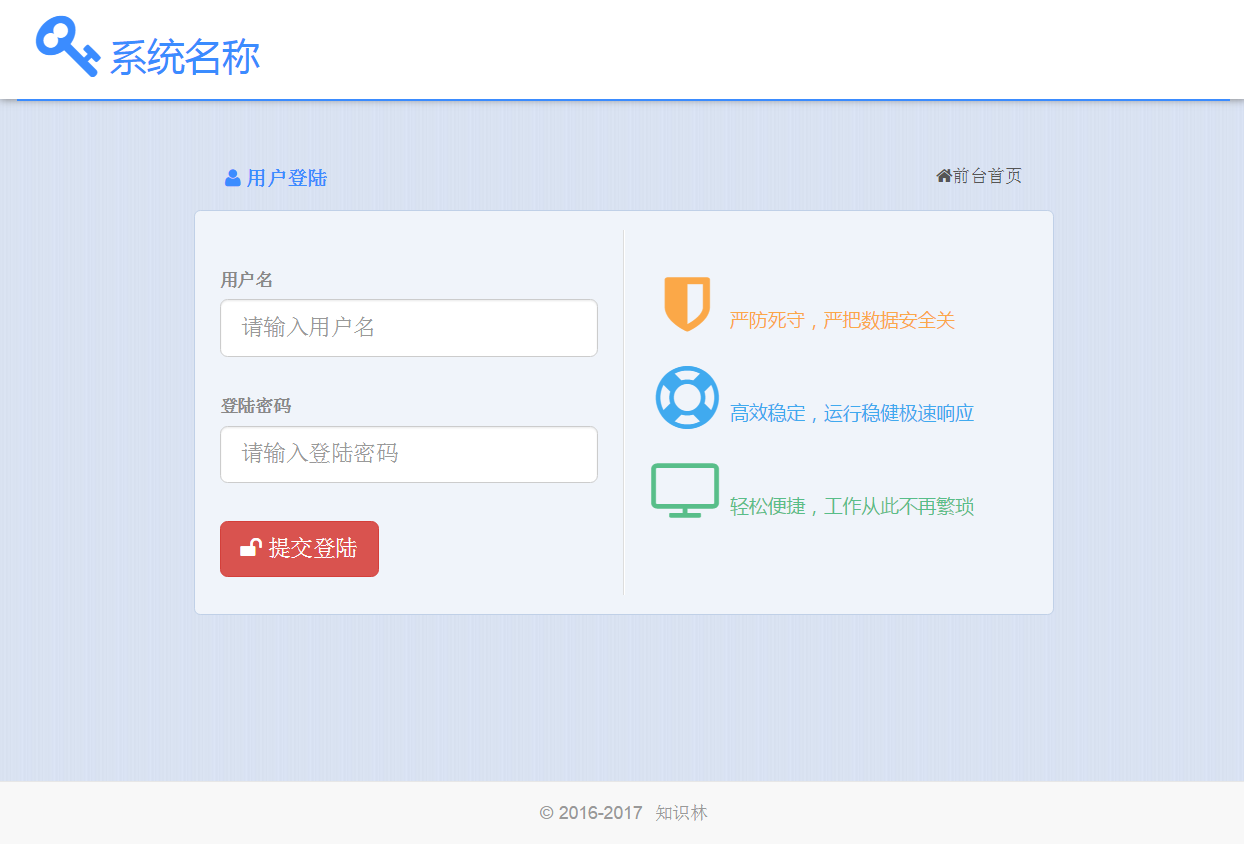 系统名称
用户登陆
前台首页
用户名
请输入用户名
登陆密码
请输入登陆密码
提交登陆
严防死守，严把数据安全关
高效稳定，运行稳健极速响应
轻松便捷，工作从此不再繁琐
© 2016-2017 知识林